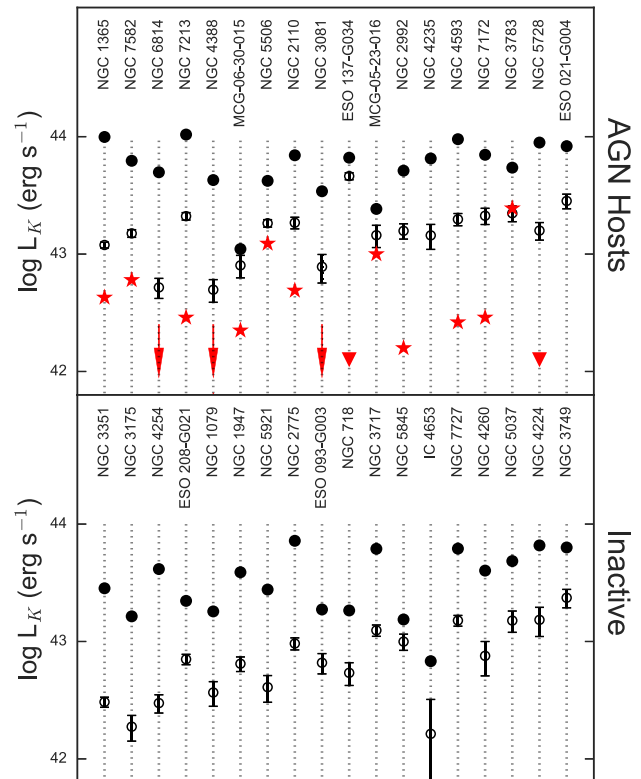 NGC 1365
NGC 7582
NGC 6814
NGC 7213
NGC 4388
MCG-06-30-015
NGC 5506
NGC 2110
NGC 3081
ESO 137-G034
MCG-05-23-016
NGC 2992
NGC 4235
NGC 4593
NGC 7172
NGC 3783
NGC 5728
ESO 021-G004
44
43
42
log L_K (erg s^−1)
AGN Hosts
NGC 3351
NGC 3175
NGC 4254
ESO 208-G021
NGC 1079
NGC 1947
NGC 5921
NGC 2775
ESO 093-G003
NGC 718
NGC 3717
NGC 5845
IC 4653
NGC 7727
NGC 4260
NGC 5037
NGC 4224
NGC 3749
44
43
42
log L_K (erg s^−1)
Inactive